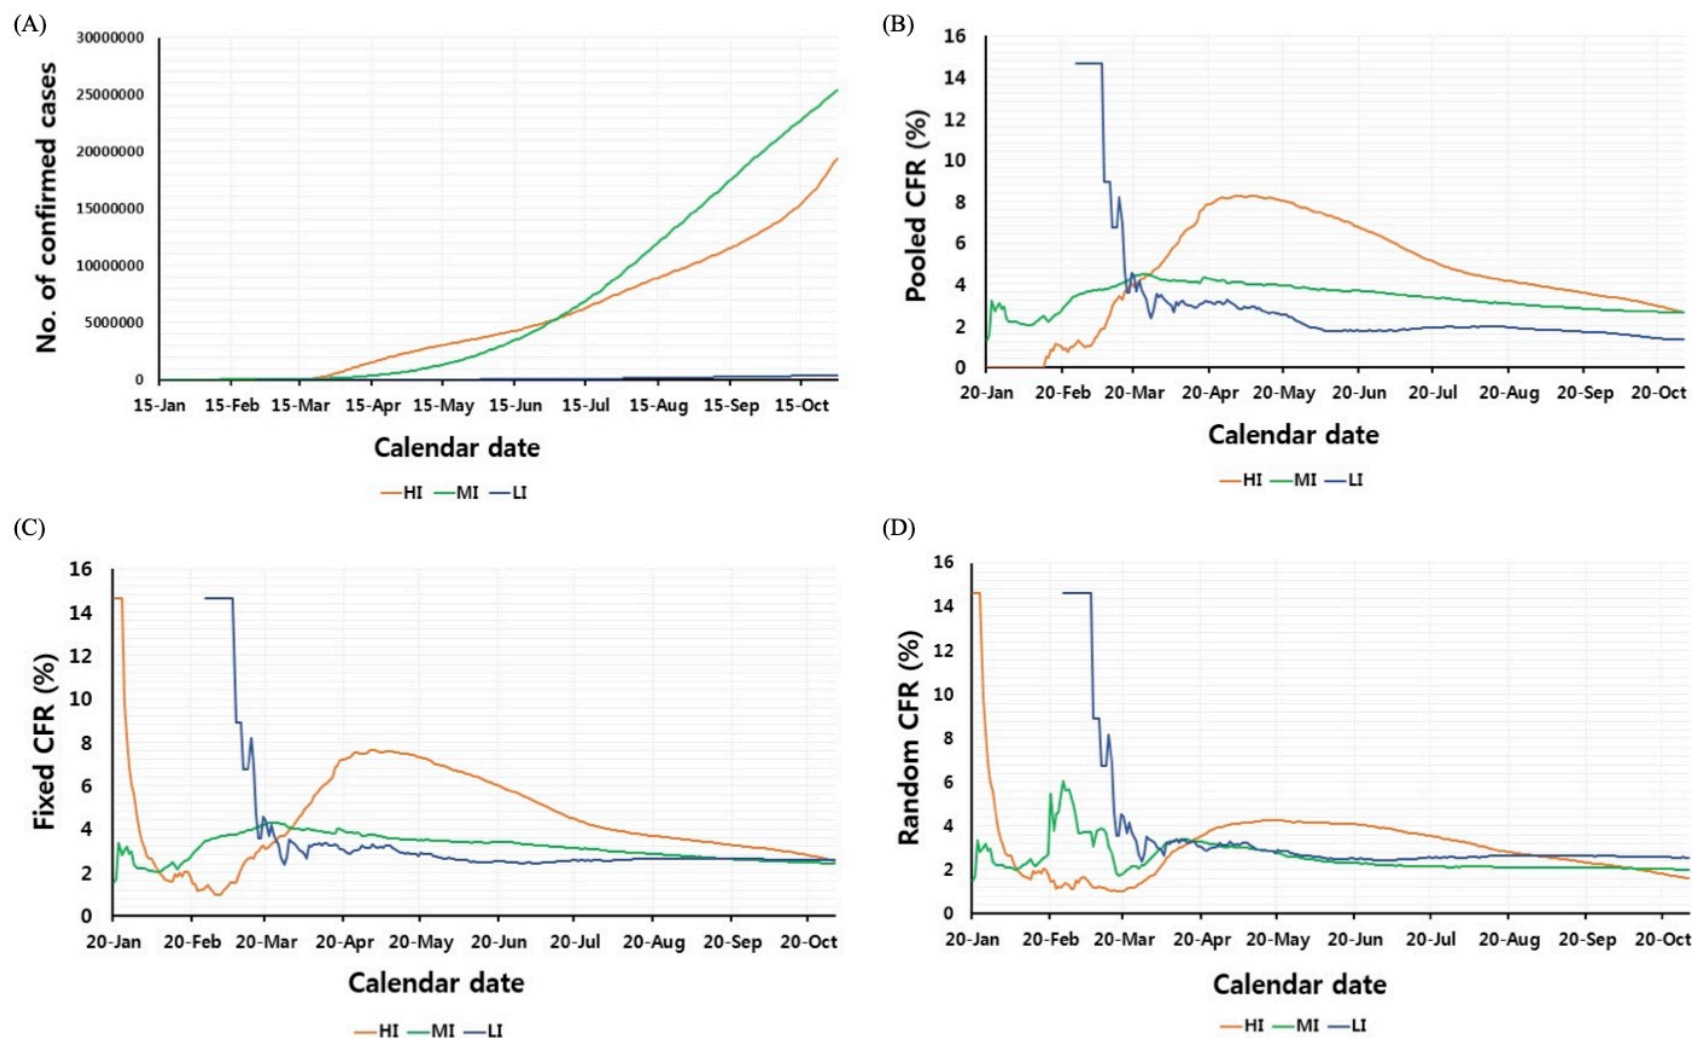 (A)
No. of confirmed cases
30000000
25000000
20000000
15000000
10000000
5000000
0
15-Jan 15-Feb 15-Mar 15-Apr 15-May 15-Jun 15-Jul 15-Aug 15-Sep 15-Oct
Calendar date
HI MI LI
(B)
Pooled CFR (%)
16
14
12
10
8
6
4
2
0
20-Jan 20-Feb 20-Mar 20-Apr 20-May 20-Jun 20-Jul 20-Aug 20-Sep 20-Oct
Calendar date
HI MI LI
(C)
Fixed CFR (%)
16
14
12
10
8
6
4
2
0
20-Jan 20-Feb 20-Mar 20-Apr 20-May 20-Jun 20-Jul 20-Aug 20-Sep 20-Oct
Calendar date
HI MI LI
(D)
Random CFR (%)
16
14
12
10
8
6
4
2
0
20-Jan 20-Feb 20-Mar 20-Apr 20-May 20-Jun 20-Jul 20-Aug 20-Sep 20-Oct
Calendar date
HI MI LI